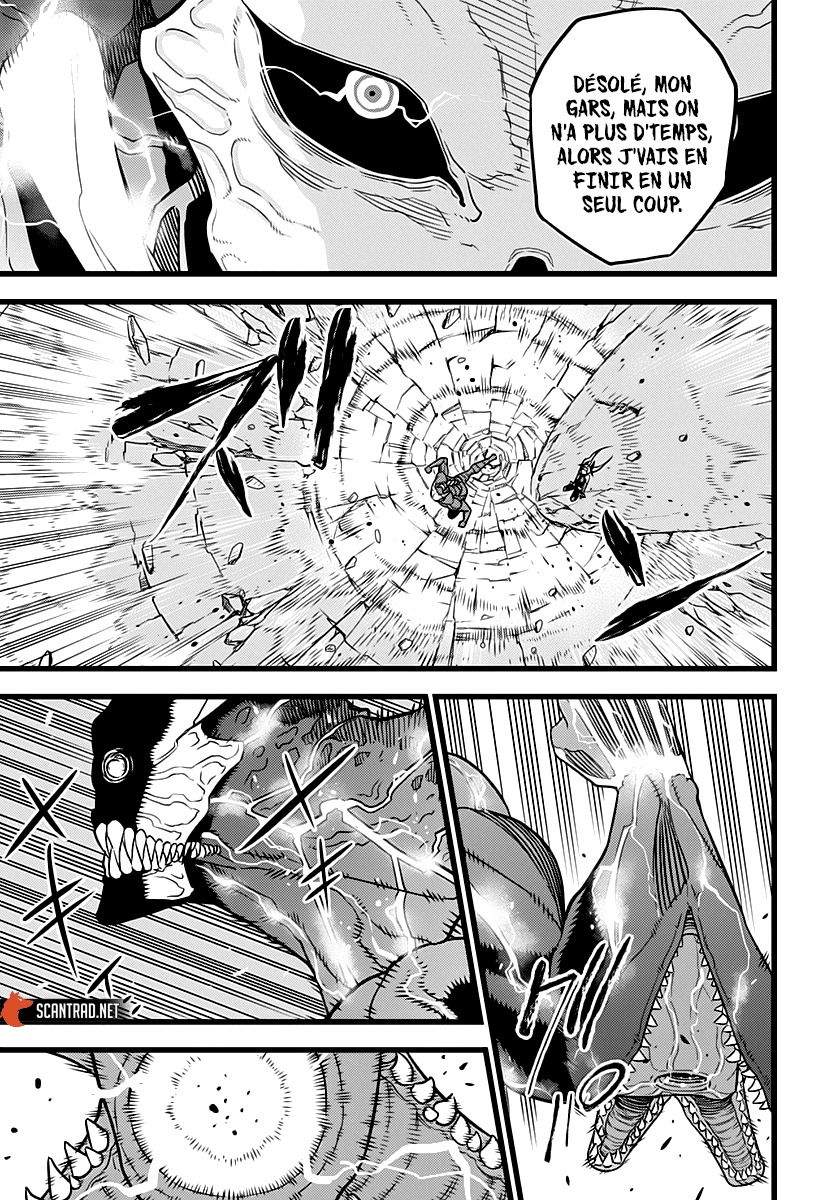 DÉSOLÉ, MON
GARS, MAIS ON
N'A PLUS D'TEMPS,
ALORS J'VAIS EN
FINIR EN UN
SEUL COUP.
SCANTRAD.NET